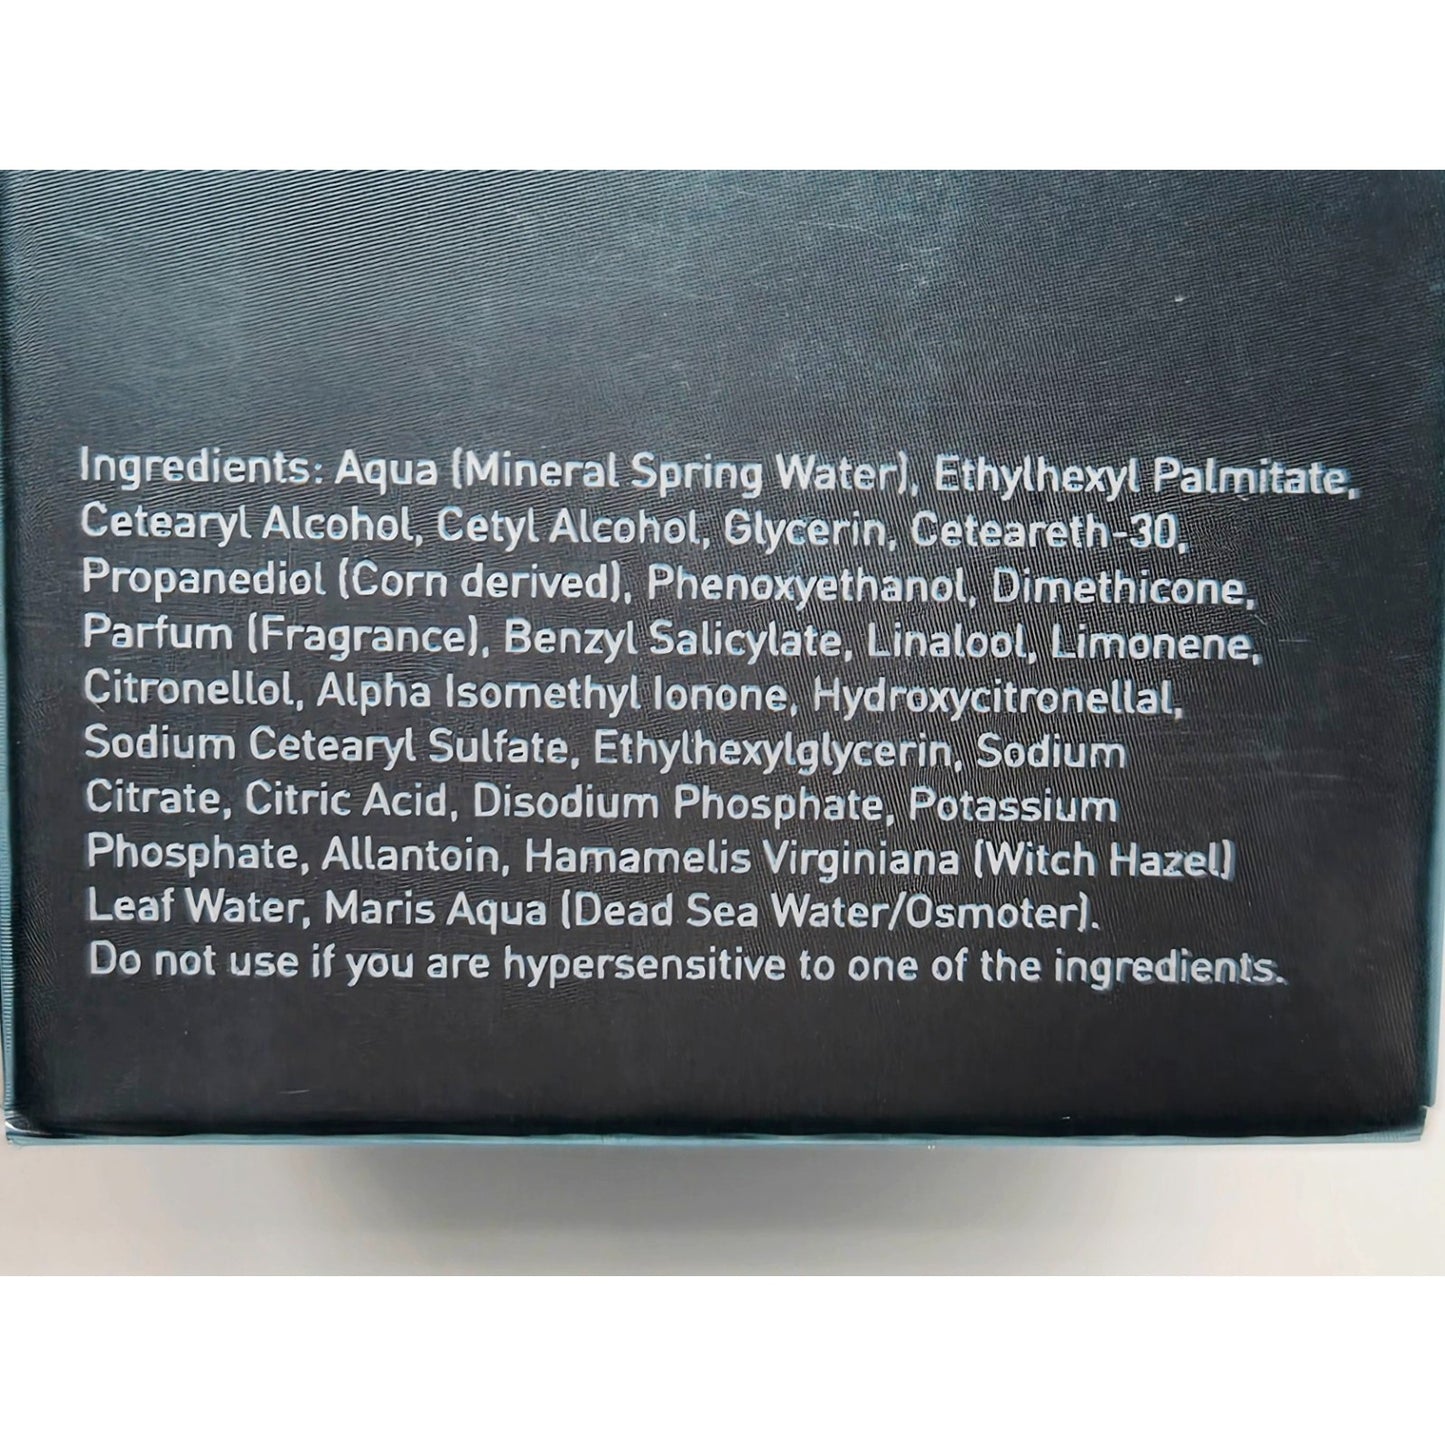 Ingredients: Aqua (Mineral Spring Water), Ethylhexyl Palmitate,
Cetearyl Alcohol, Cetyl Alcohol, Glycerin, Ceteareth-30,
Propanediol (Corn derived), Phenoxyethanol, Dimethicone,
Parfum (Fragrance), Benzyl Salicylate, Linalool, Limonene,
Citronellol, Alpha Isomethyl Ionone, Hydroxycitronellal,
Sodium Cetearyl Sulfate, Ethylhexylglycerin, Sodium
Citrate, Citric Acid, Disodium Phosphate, Potassium
Phosphate, Allantoin, Hamamelis Virginiana (Witch Hazel)
Leaf Water, Maris Aqua (Dead Sea Water/Osmoter).
Do not use if you are hypersensitive to one of the ingredients.